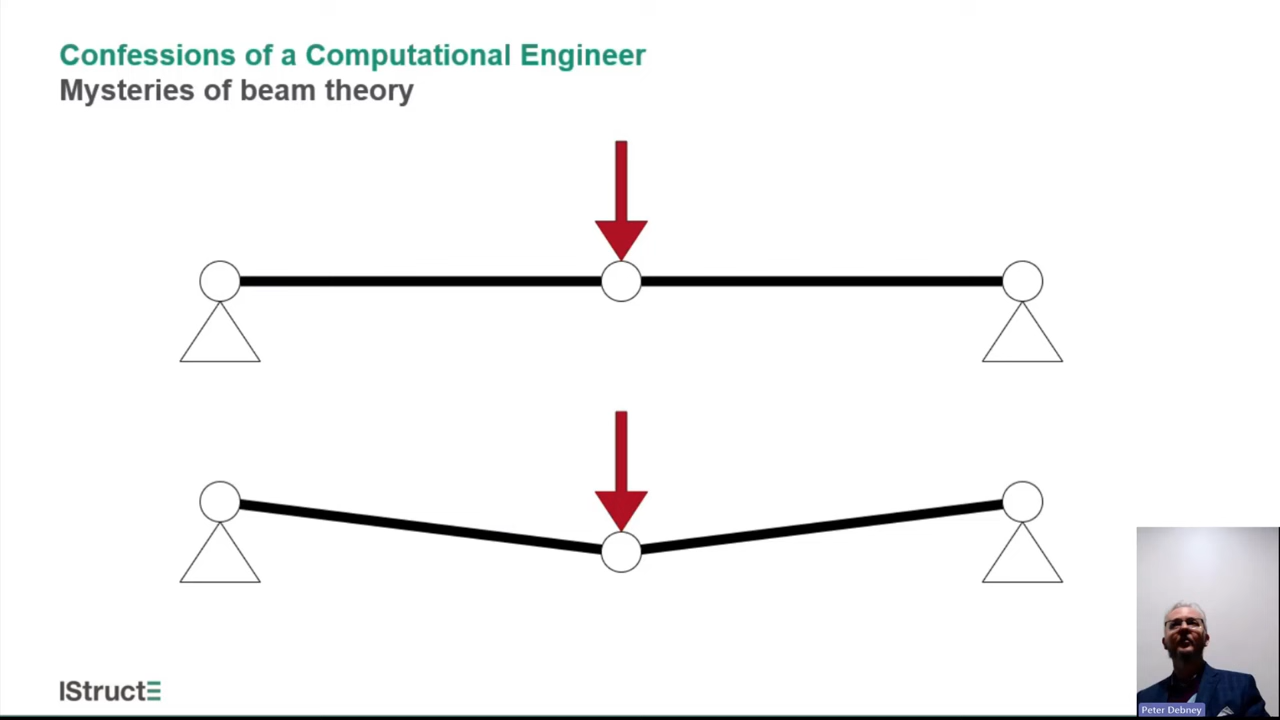 Confessions of a Computational Engineer
Mysteries of beam theory
IStructE
Peter Debney